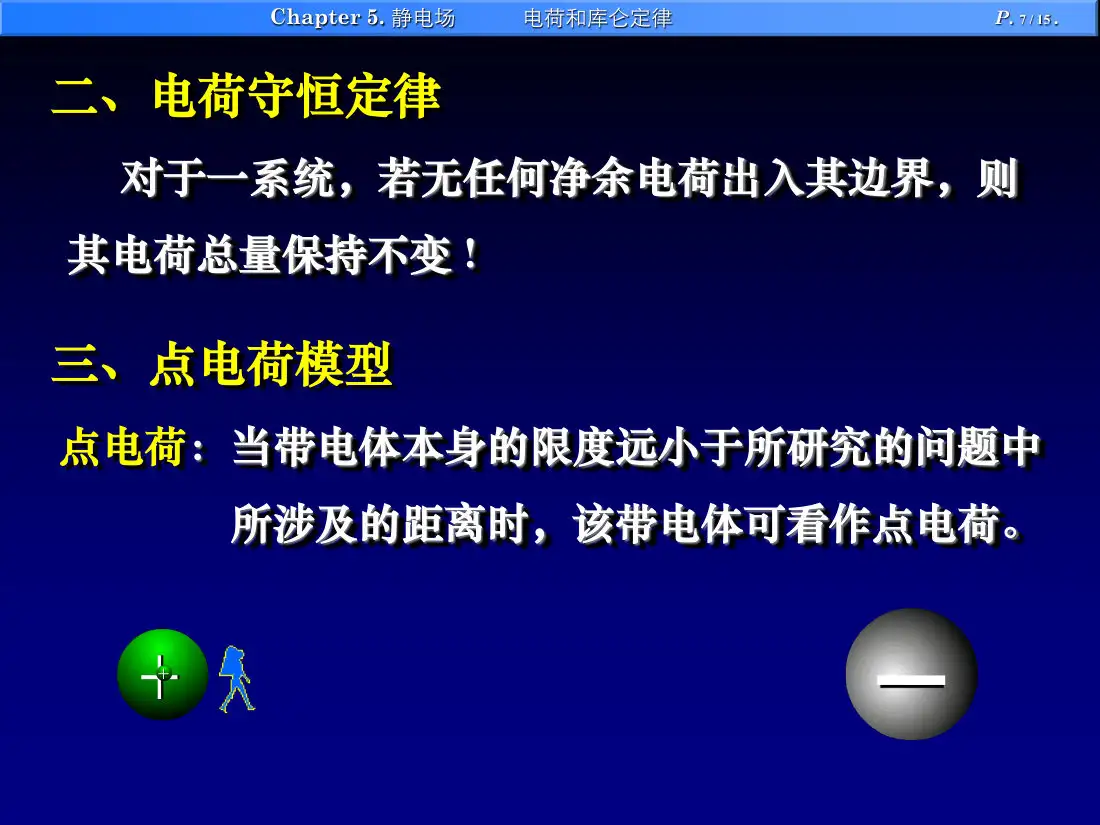 Chapter 5. 静电场 电荷和库仑定律 P. 7 / 15 .
二、电荷守恒定律
对于一系统，若无任何净余电荷出入其边界，则
其电荷总量保持不变！
三、点电荷模型
点电荷：当带电体本身的限度远小于所研究的问题中
所涉及的距离时，该带电体可看作点电荷。
+
—